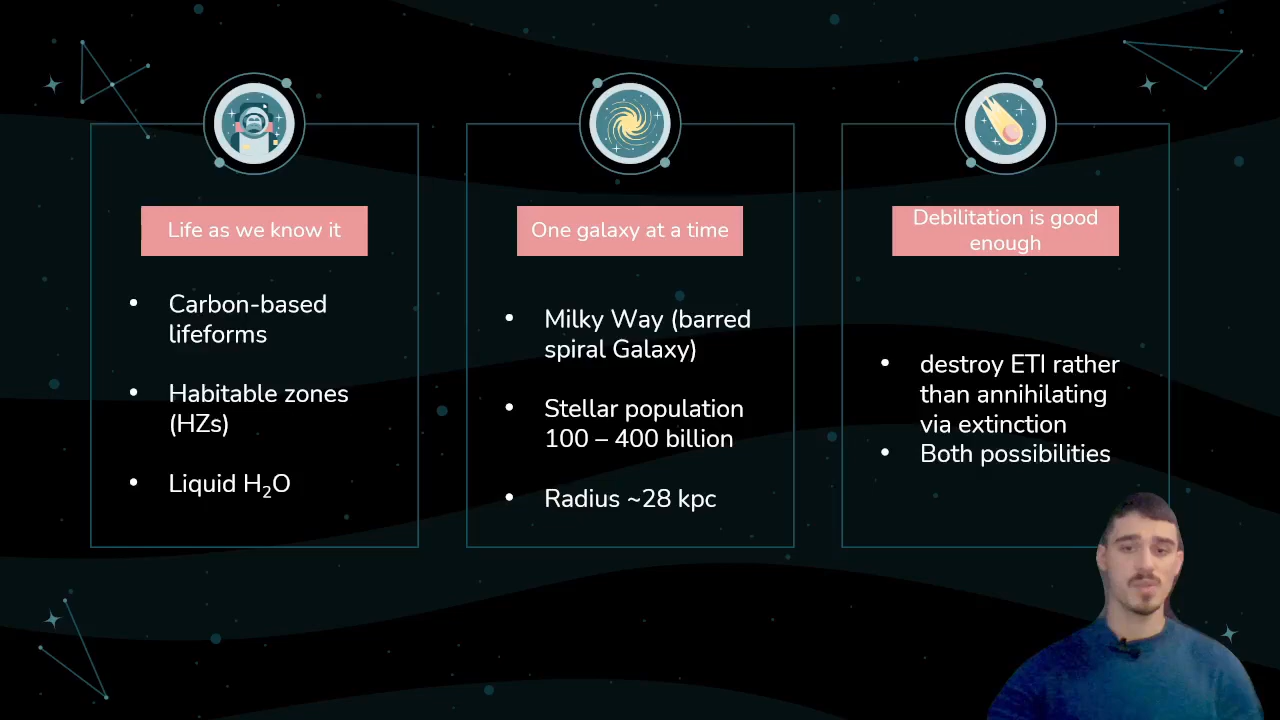 Life as we know it
• Carbon-based
lifeforms
• Habitable zones
(HZs)
• Liquid H₂O
One galaxy at a time
• Milky Way (barred
spiral Galaxy)
• Stellar population
100 – 400 billion
• Radius ~28 kpc
Debilitation is good
enough
• destroy ETI rather
than annihilating
via extinction
• Both possibilities